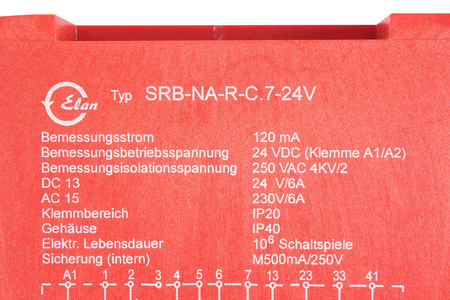 Elan Typ SRB-NA-R-C.7-24V
Bemessungsstrom 120 mA
Bemessungsbetriebsspannung 24 VDC (Klemme A1/A2)
Bemessungsisolationsspannung 250 VAC 4KV/2
DC 13 24 V/6A
AC 15 230V/6A
Klemmbereich IP20
Gehäuse IP40
Elektr. Lebensdauer 10⁶ Schaltspiele
Sicherung (intern) M500mA/250V
A1 1 2 3 4 5 6 7 13 23 33 41